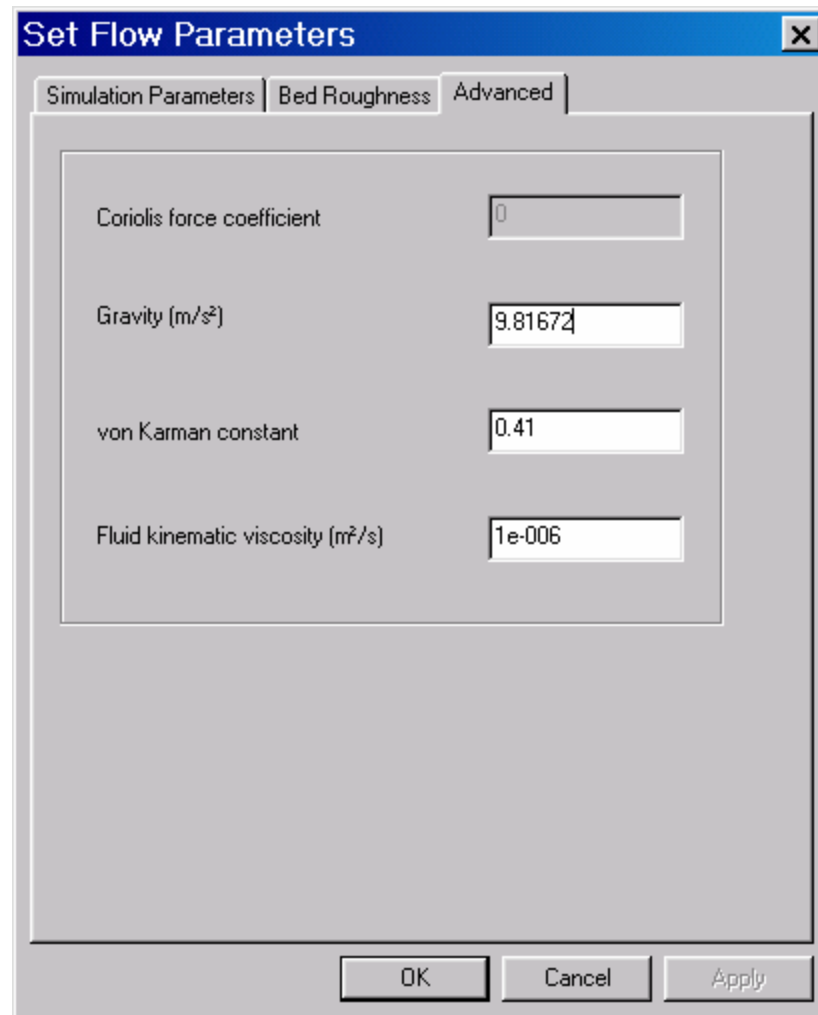 Set Flow Parameters
Simulation Parameters Bed Roughness Advanced
Coriolis force coefficient 0
Gravity (m/s²) 9.81672
von Karman constant 0.41
Fluid kinematic viscosity (m²/s) 1e-006
OK Cancel Apply